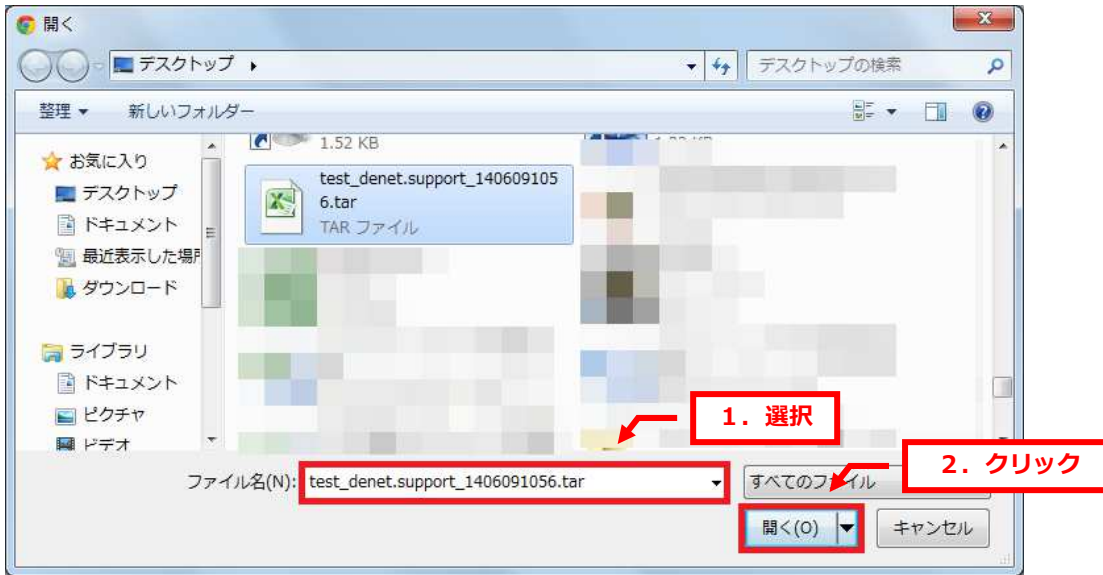 開く
デスクトップ
デスクトップの検索
整理
新しいフォルダー
お気に入り
デスクトップ
ドキュメント
最近表示した場所
ダウンロード
ライブラリ
ドキュメント
ピクチャ
ビデオ
1.52 KB
test_denet.support_140609105
6.tar
TAR ファイル
1．選択
2．クリック
ファイル名(N):
test_denet.support_1406091056.tar
すべてのファイル
開く(O)
キャンセル